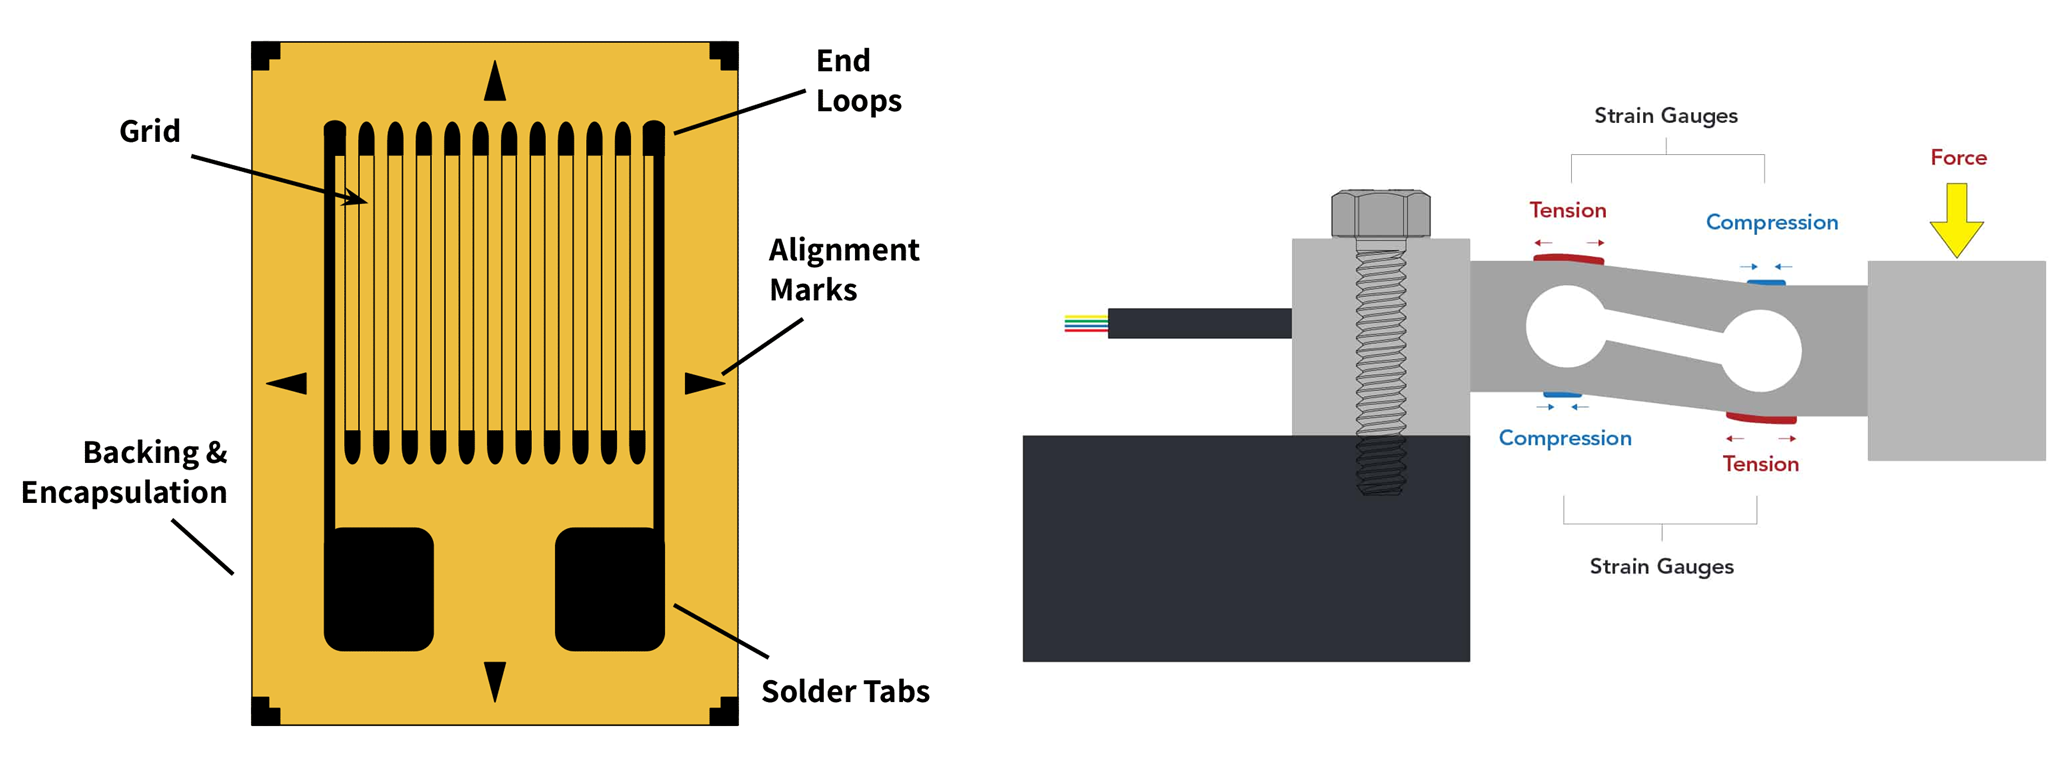 End
Loops
Grid
Alignment
Marks
Backing &
Encapsulation
Solder Tabs
Strain Gauges
Force
Tension
Compression
Compression
Tension
Strain Gauges